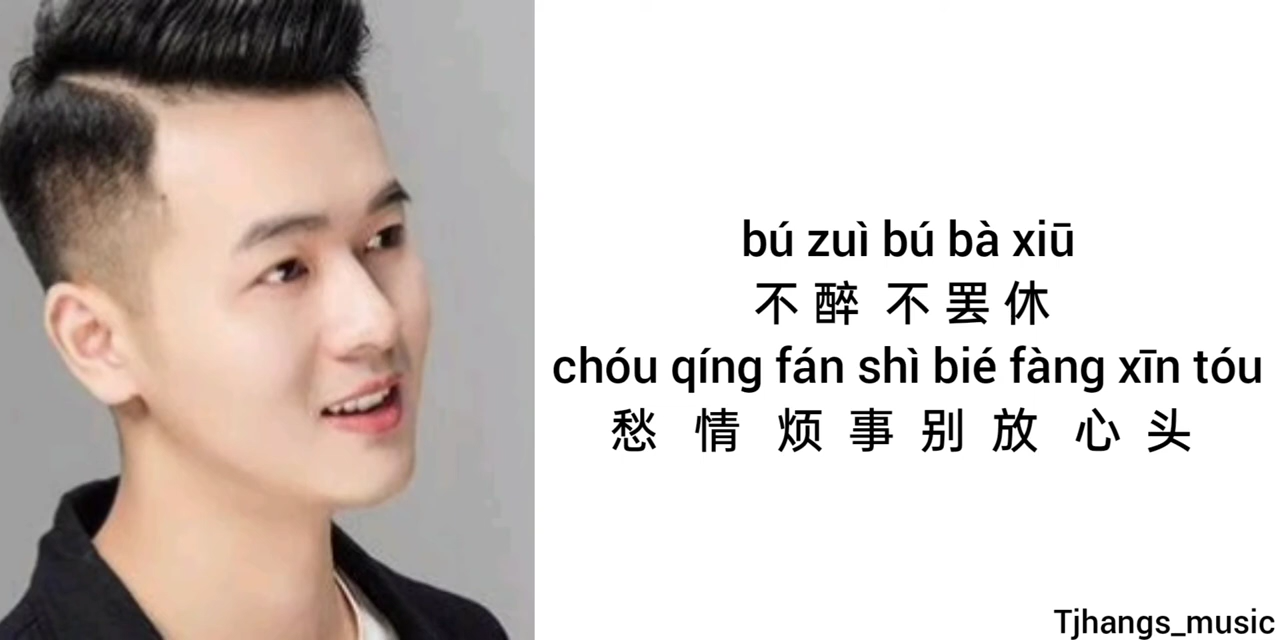 bú zuì bú bà xiū
不 醉 不 罢 休
chóu qíng fán shì bié fàng xīn tóu
愁 情 烦 事 别 放 心 头
Tjhangs_music